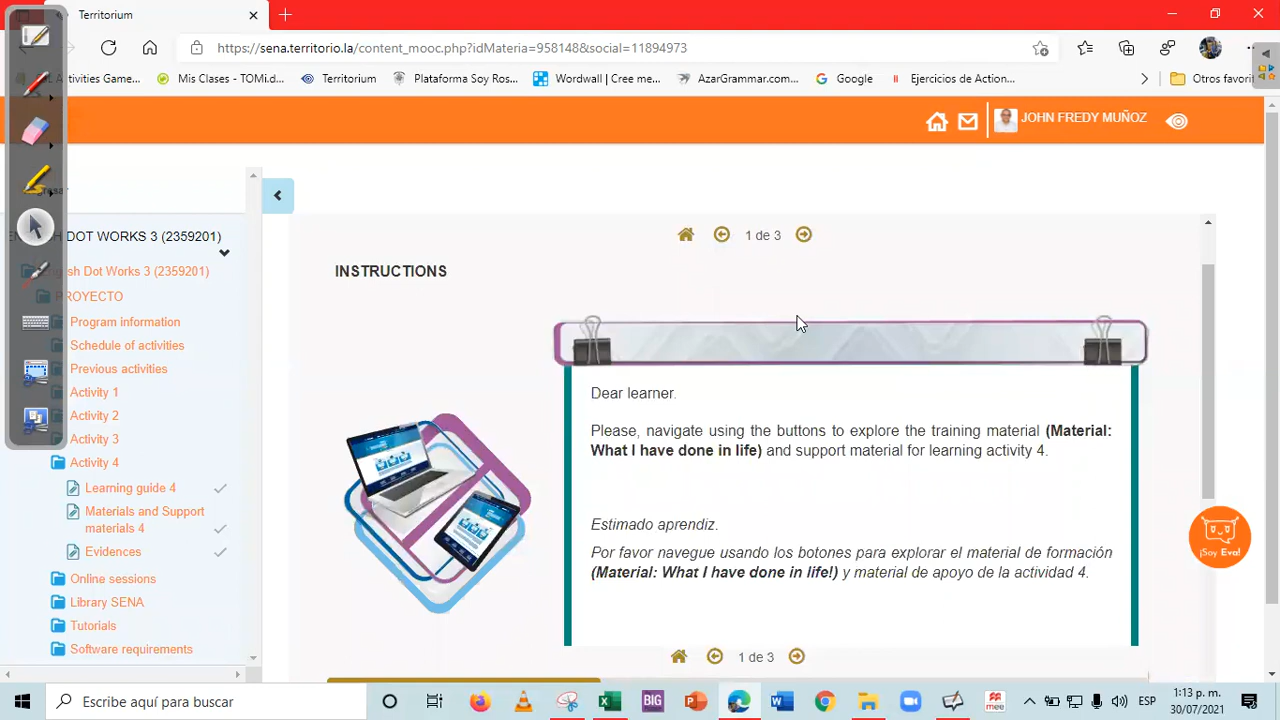 Territorium
https://sena.territorio.la/content_mooc.php?idMateria=958148&social=11894973
Activities Game...
Mis Clases - TOMi.d...
Territorium
Plataforma Soy Ros...
Wordwall | Cree me...
AzarGrammar.com...
Google
Ejercicios de Action...
Otros favorit
JOHN FREDY MUÑOZ
DOT WORKS 3 (2359201)
sh Dot Works 3 (2359201)
PROYECTO
Program information
Schedule of activities
Previous activities
Activity 1
Activity 2
Activity 3
Activity 4
Learning guide 4
Materials and Support
materials 4
Evidences
Online sessions
Library SENA
Tutorials
Software requirements
1 de 3
INSTRUCTIONS
Dear learner.
Please, navigate using the buttons to explore the training material (Material:
What I have done in life) and support material for learning activity 4.
Estimado aprendiz.
Por favor navegue usando los botones para explorar el material de formación
(Material: What I have done in life!) y material de apoyo de la actividad 4.
1 de 3
¡Soy Eva!
Escribe aquí para buscar
BIG
mee
ESP
1:13 p. m.
30/07/2021